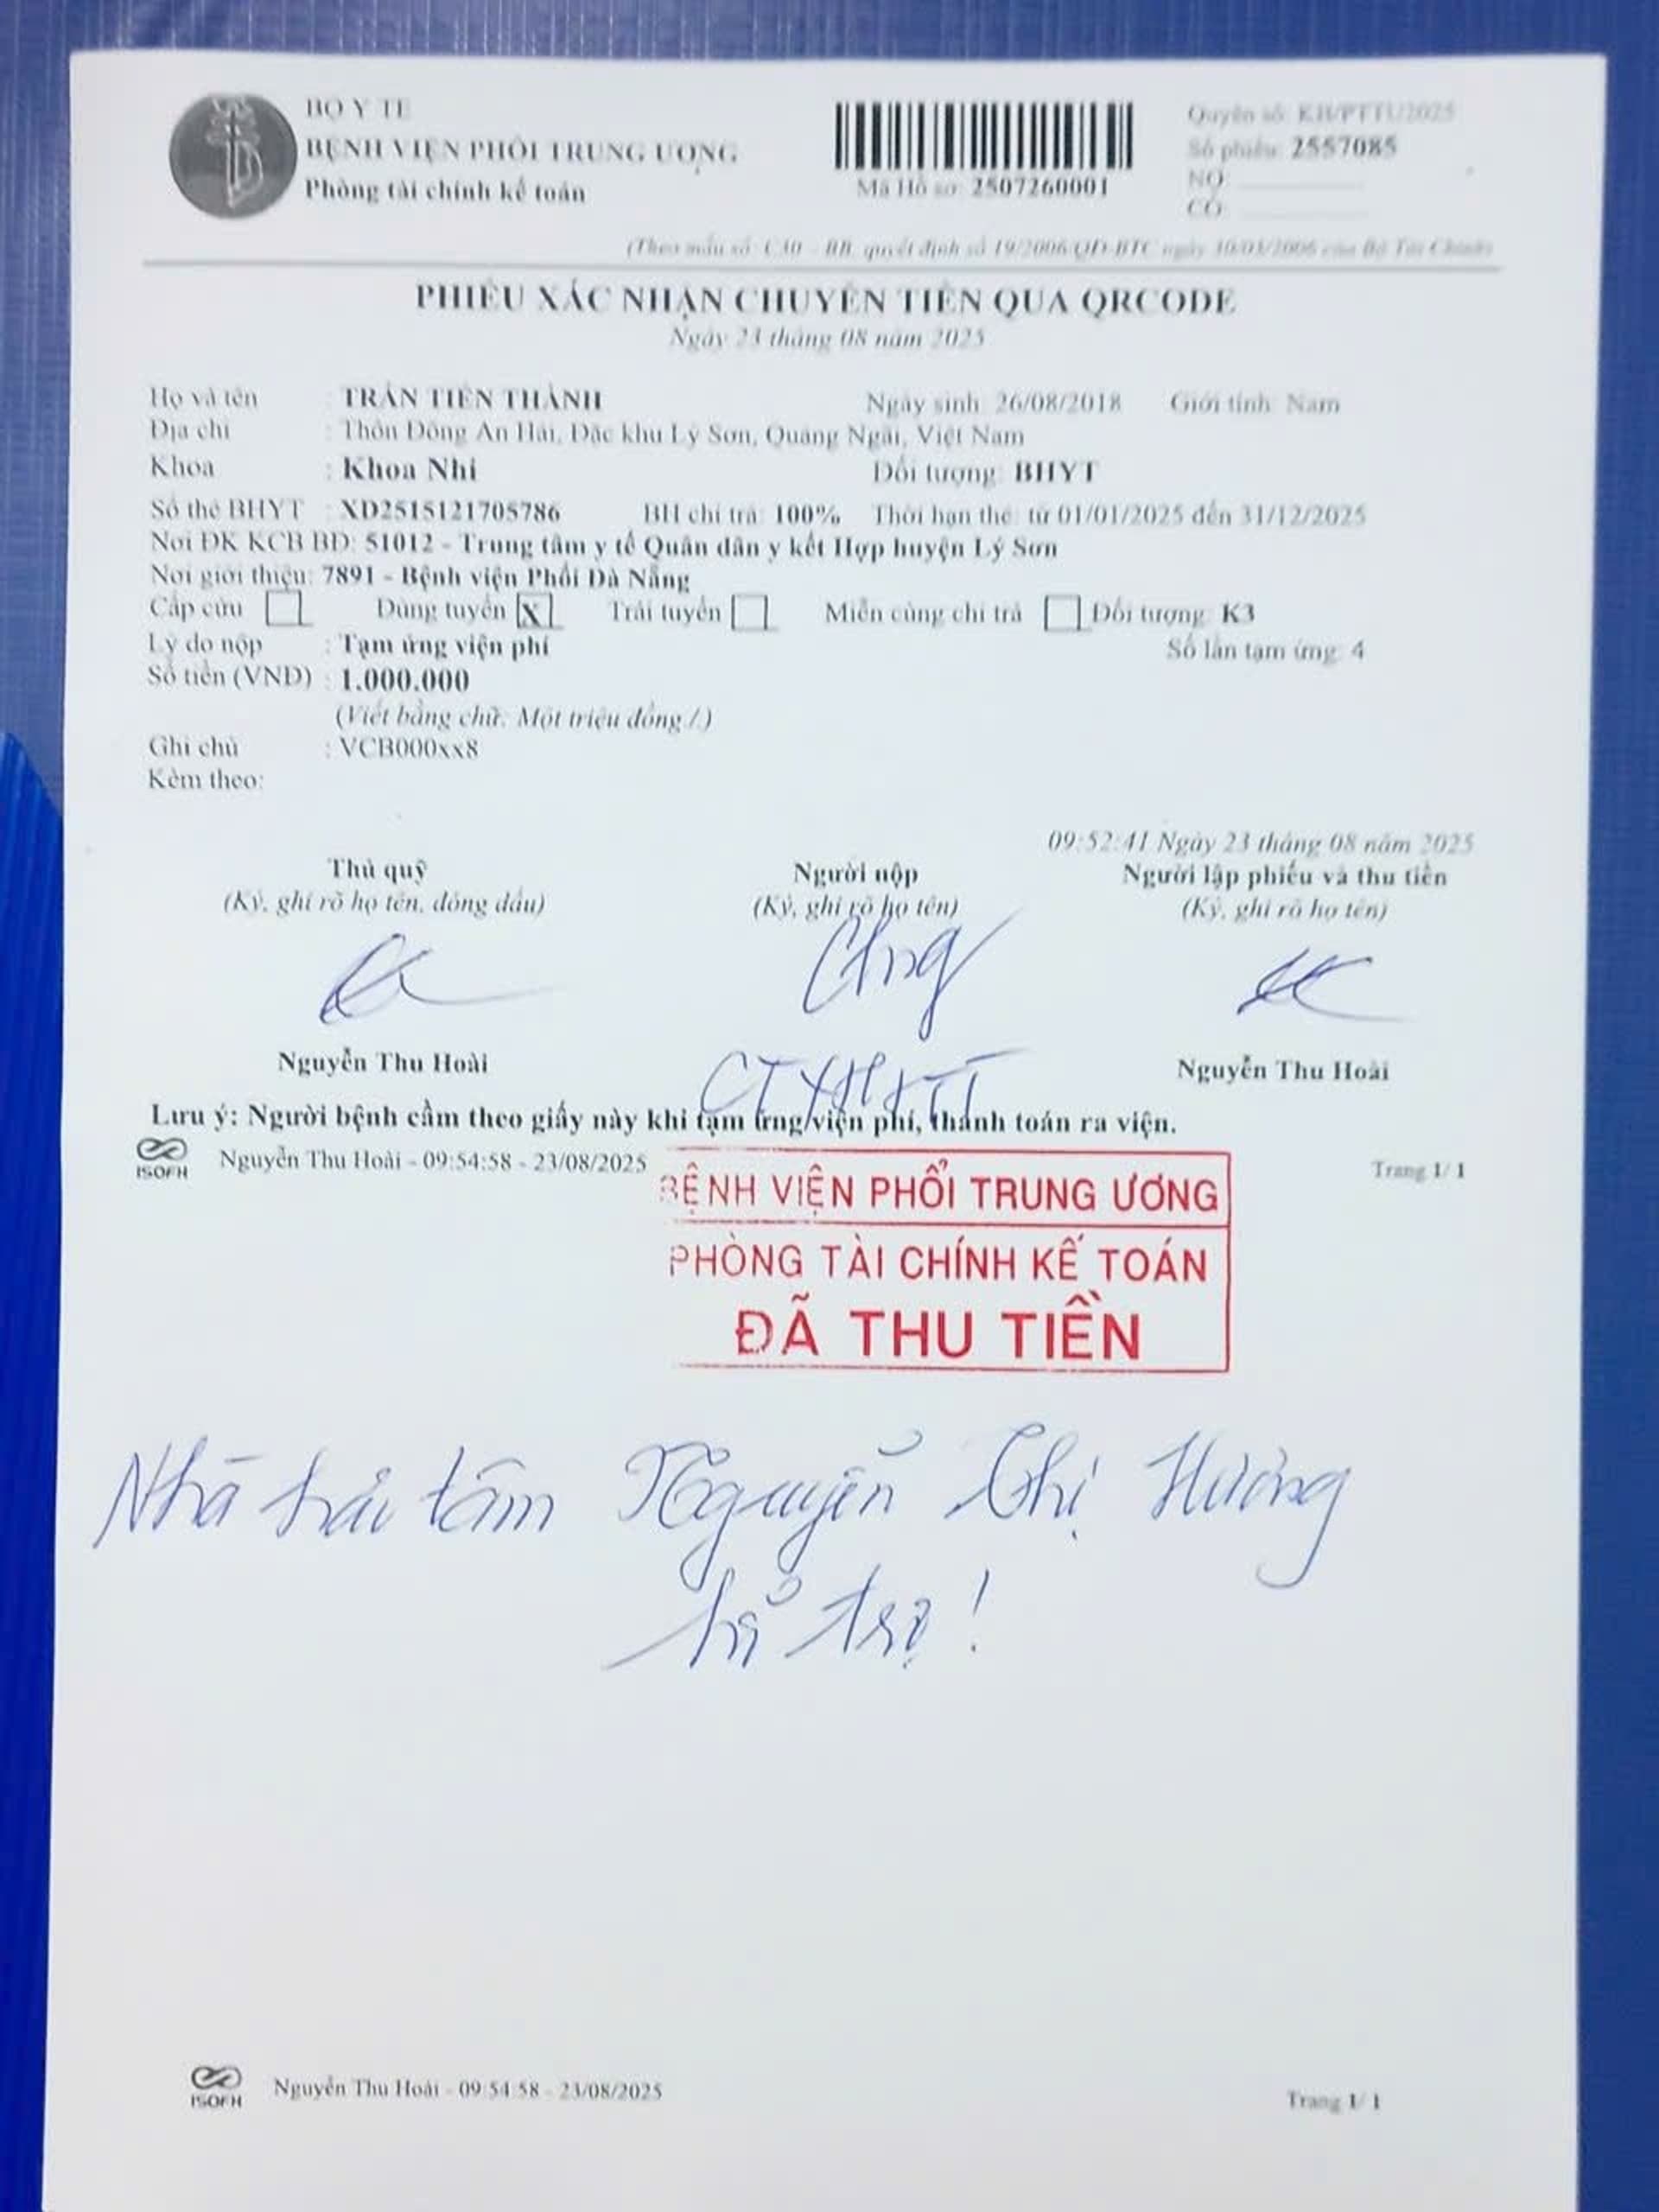 BỘ Y TẾ
BỆNH VIỆN PHỔI TRUNG ƯƠNG
Phòng tài chính kế toán
Mã Hồ sơ: 2507260001
Quyển số: KH/PTTU/2025
Số phiếu: 2557085
NỢ:
CÓ:
(Theo mẫu số: C40 - BB, quyết định số 19/2006/QĐ-BTC ngày 30/03/2006 của Bộ Tài Chính)
PHIẾU XÁC NHẬN CHUYỂN TIỀN QUA QRCODE
Ngày 23 tháng 08 năm 2025
Họ và tên : TRẦN TIẾN THÀNH Ngày sinh: 26/08/2018 Giới tính: Nam
Địa chỉ : Thôn Đông An Hải, Đặc khu Lý Sơn, Quảng Ngãi, Việt Nam
Khoa : Khoa Nhi Đối tượng: BHYT
Số thẻ BHYT : XD2515121705786 BH chi trả: 100% Thời hạn thẻ: từ 01/01/2025 đến 31/12/2025
Nơi ĐK KCB BĐ: 51012 - Trung tâm y tế Quân dân y kết Hợp huyện Lý Sơn
Nơi giới thiệu: 7891 - Bệnh viện Phổi Đà Nẵng
Cấp cứu Đúng tuyến X Trái tuyến Miễn cùng chi trả Đối tượng: K3
Lý do nộp : Tạm ứng viện phí Số lần tạm ứng: 4
Số tiền (VNĐ) : 1.000.000
(Viết bằng chữ: Một triệu đồng./.)
Ghi chú : VCB000xx8
Kèm theo:
09:52:41 Ngày 23 tháng 08 năm 2025
Thủ quỹ Người nộp Người lập phiếu và thu tiền
(Ký, ghi rõ họ tên, đóng dấu) (Ký, ghi rõ họ tên) (Ký, ghi rõ họ tên)
Nguyễn Thu Hoài CTXH Nguyễn Thu Hoài
Lưu ý: Người bệnh cầm theo giấy này khi tạm ứng/viện phí, thanh toán ra viện.
ISOFH Nguyễn Thu Hoài - 09:54:58 - 23/08/2025 Trang 1/ 1
BỆNH VIỆN PHỔI TRUNG ƯƠNG
PHÒNG TÀI CHÍNH KẾ TOÁN
ĐÃ THU TIỀN
Nhà hảo tâm Nguyễn Thị Hương
hỗ trợ!
ISOFH Nguyễn Thu Hoài - 09:54:58 - 23/08/2025 Trang 1/ 1